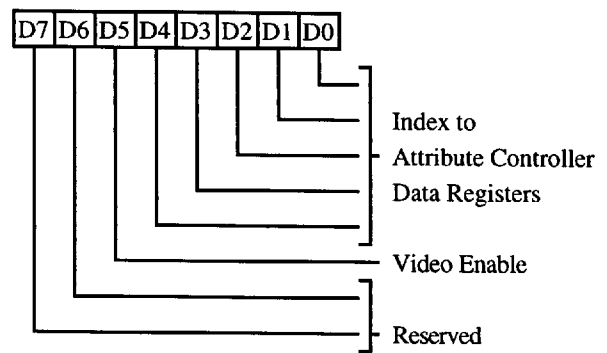 D7 D6 D5 D4 D3 D2 D1 D0
Index to
Attribute Controller
Data Registers
Video Enable
Reserved